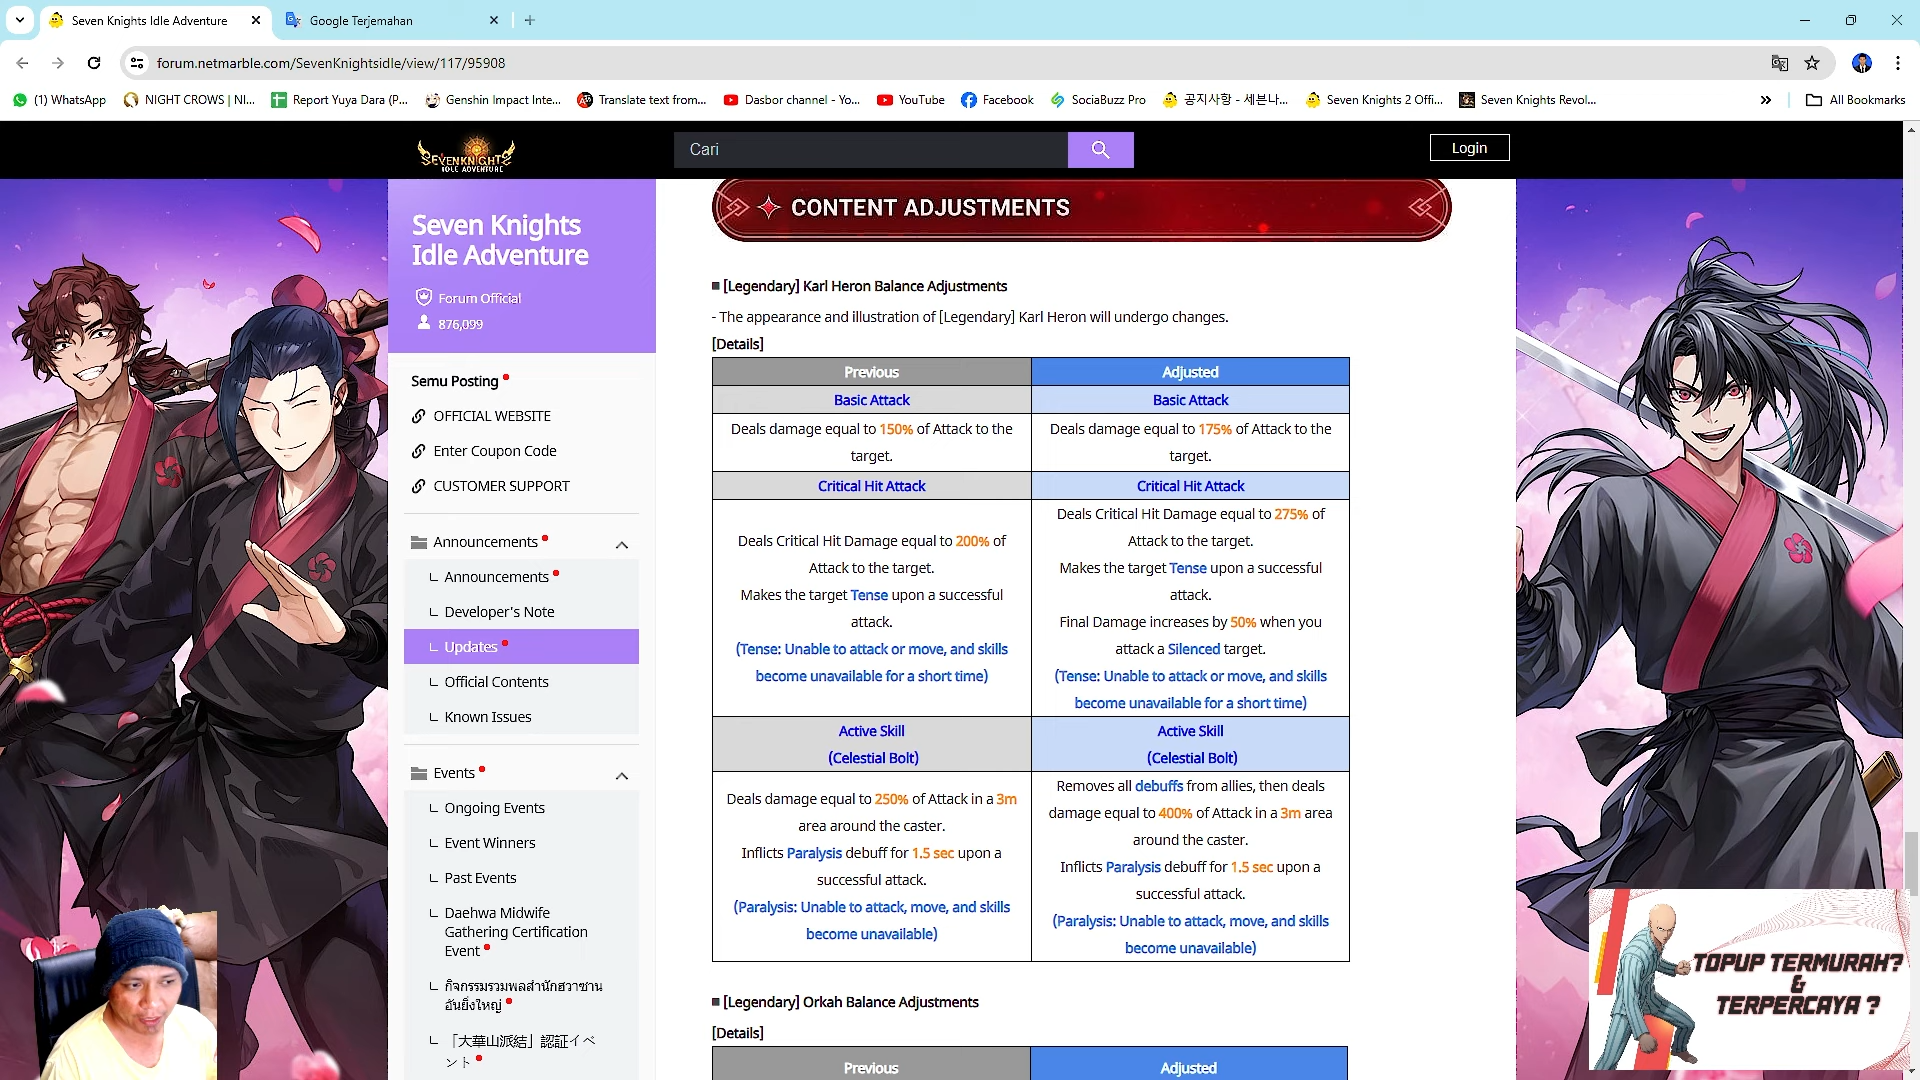 Seven Knights Idle Adventure
Google Terjemahan
forum.netmarble.com/SevenKnightsidle/view/117/95908
(1) WhatsApp
NIGHT CROWS | NI...
Report Yuya Dara (P...
Genshin Impact Inte...
Translate text from...
Dasbor channel - Yo...
YouTube
Facebook
SociaBuzz Pro
공지사항 - 세븐나...
Seven Knights 2 Offi...
Seven Knights Revol...
All Bookmarks
SEVEN KNIGHTS
IDLE ADVENTURE
Cari
Login
Seven Knights
Idle Adventure
Forum Official
876,099
Semu Posting
OFFICIAL WEBSITE
Enter Coupon Code
CUSTOMER SUPPORT
Announcements
Announcements
Developer's Note
Updates
Official Contents
Known Issues
Events
Ongoing Events
Event Winners
Past Events
Daehwa Midwife
Gathering Certification
Event
กิจกรรมรวมพลสำนักฮวาซาน
อันยิ่งใหญ่
「大華山派結」認証イベ
ント
CONTENT ADJUSTMENTS
■ [Legendary] Karl Heron Balance Adjustments
- The appearance and illustration of [Legendary] Karl Heron will undergo changes.
[Details]
Previous
Adjusted
Basic Attack
Basic Attack
Deals damage equal to 150% of Attack to the
target.
Deals damage equal to 175% of Attack to the
target.
Critical Hit Attack
Critical Hit Attack
Deals Critical Hit Damage equal to 200% of
Attack to the target.
Makes the target Tense upon a successful
attack.
(Tense: Unable to attack or move, and skills
become unavailable for a short time)
Deals Critical Hit Damage equal to 275% of
Attack to the target.
Makes the target Tense upon a successful
attack.
Final Damage increases by 50% when you
attack a Silenced target.
(Tense: Unable to attack or move, and skills
become unavailable for a short time)
Active Skill
(Celestial Bolt)
Active Skill
(Celestial Bolt)
Deals damage equal to 250% of Attack in a 3m
area around the caster.
Inflicts Paralysis debuff for 1.5 sec upon a
successful attack.
(Paralysis: Unable to attack, move, and skills
become unavailable)
Removes all debuffs from allies, then deals
damage equal to 400% of Attack in a 3m area
around the caster.
Inflicts Paralysis debuff for 1.5 sec upon a
successful attack.
(Paralysis: Unable to attack, move, and skills
become unavailable)
■ [Legendary] Orkah Balance Adjustments
[Details]
Previous
Adjusted
TOPUP TERMURAH?
&
TERPERCAYA ?